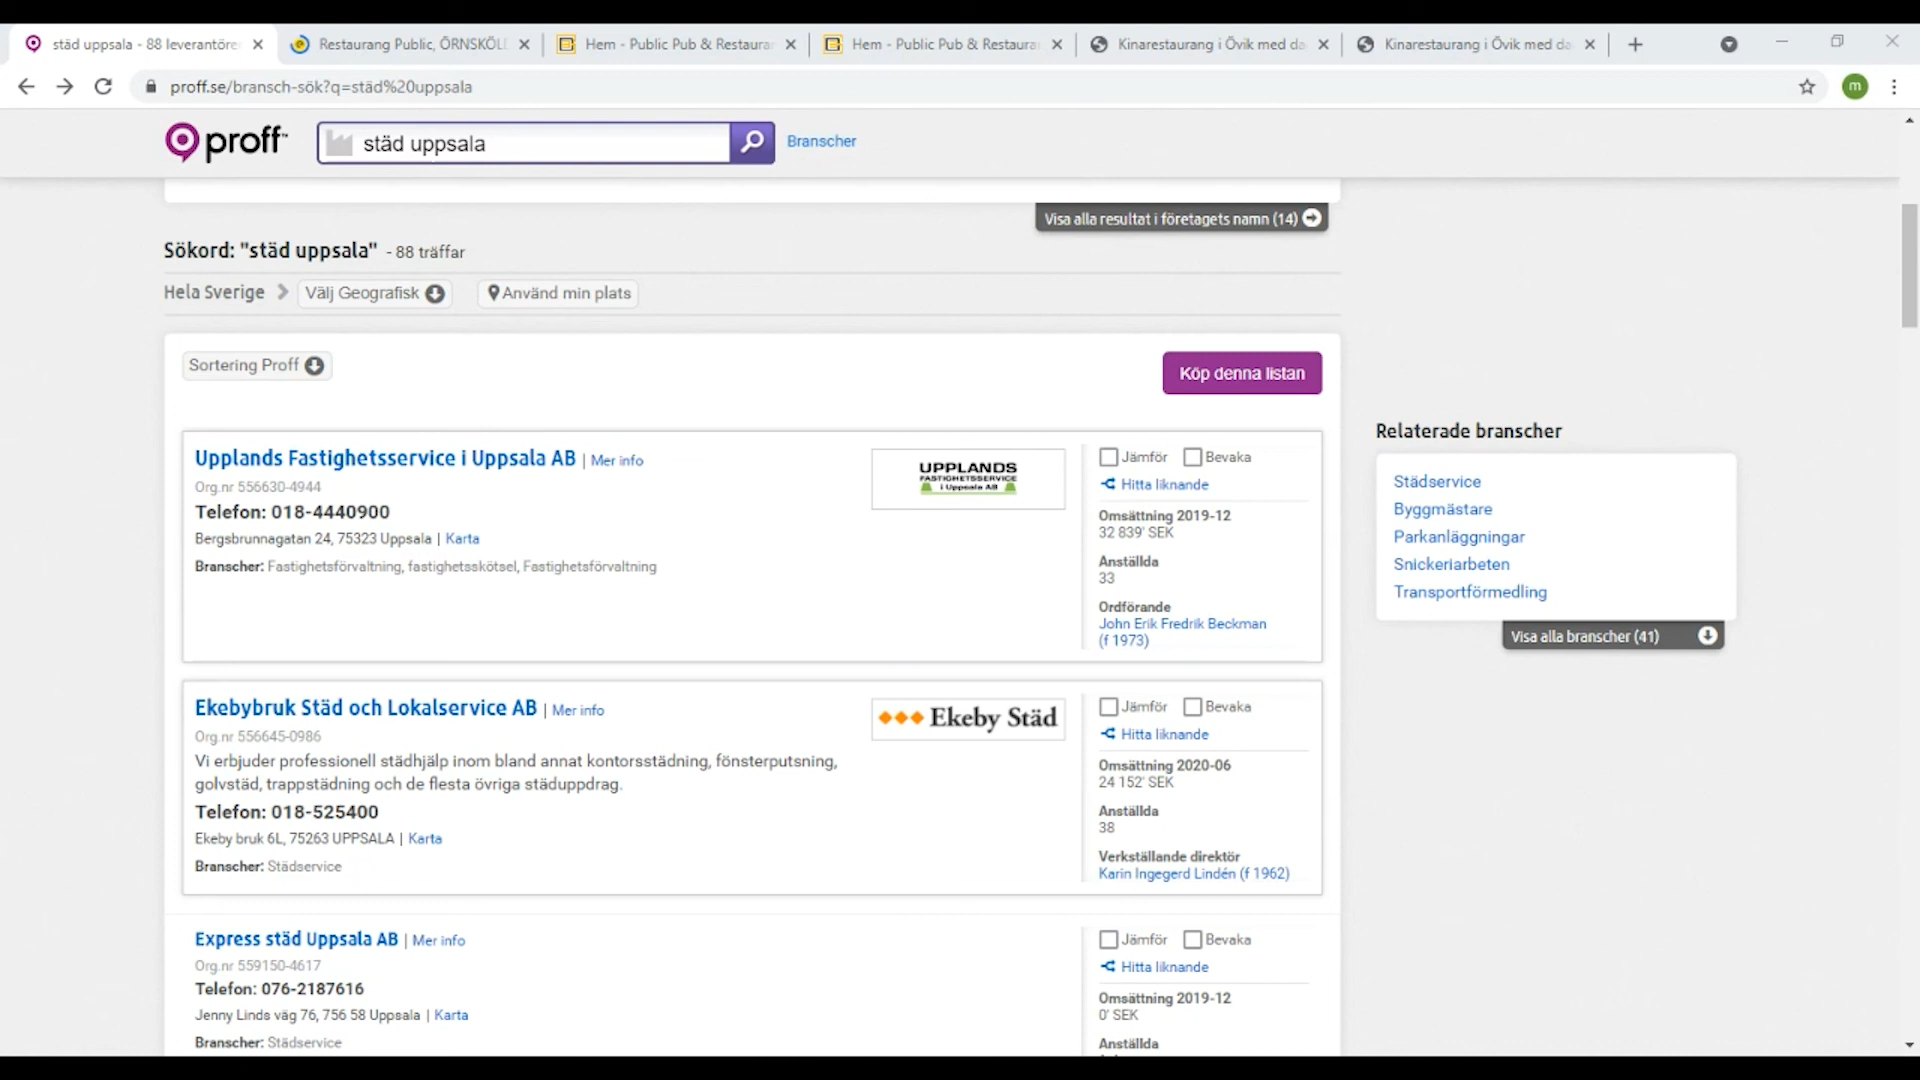 städ uppsala - 88 leverantörer
Restaurang Public, ÖRNSKÖLD
Hem - Public Pub & Restaurar
Hem - Public Pub & Restaurar
Kinarestaurang i Övik med da
Kinarestaurang i Övik med da
proff.se/bransch-sök?q=städ%20uppsala
m
proff™
städ uppsala
Branscher
Visa alla resultat i företagets namn (14)
Sökord: "städ uppsala" - 88 träffar
Hela Sverige
Välj Geografisk
Använd min plats
Sortering Proff
Köp denna listan
Upplands Fastighetsservice i Uppsala AB | Mer info
Org.nr 556630-4944
Telefon: 018-4440900
Bergsbrunnagatan 24, 75323 Uppsala | Karta
Branscher: Fastighetsförvaltning, fastighetsskötsel, Fastighetsförvaltning
UPPLANDS
FASTIGHETSSERVICE
i Uppsala AB
Jämför
Bevaka
Hitta liknande
Omsättning 2019-12
32 839' SEK
Anställda
33
Ordförande
John Erik Fredrik Beckman
(f 1973)
Relaterade branscher
Städservice
Byggmästare
Parkanläggningar
Snickeriarbeten
Transportförmedling
Visa alla branscher (41)
Ekebybruk Städ och Lokalservice AB | Mer info
Org.nr 556645-0986
Vi erbjuder professionell städhjälp inom bland annat kontorsstädning, fönsterputsning,
golvstäd, trappstädning och de flesta övriga städuppdrag.
Telefon: 018-525400
Ekeby bruk 6L, 75263 UPPSALA | Karta
Branscher: Städservice
Ekeby Städ
Jämför
Bevaka
Hitta liknande
Omsättning 2020-06
24 152' SEK
Anställda
38
Verkställande direktör
Karin Ingegerd Lindén (f 1962)
Express städ Uppsala AB | Mer info
Org.nr 559150-4617
Telefon: 076-2187616
Jenny Linds väg 76, 756 58 Uppsala | Karta
Branscher: Städservice
Jämför
Bevaka
Hitta liknande
Omsättning 2019-12
0' SEK
Anställda